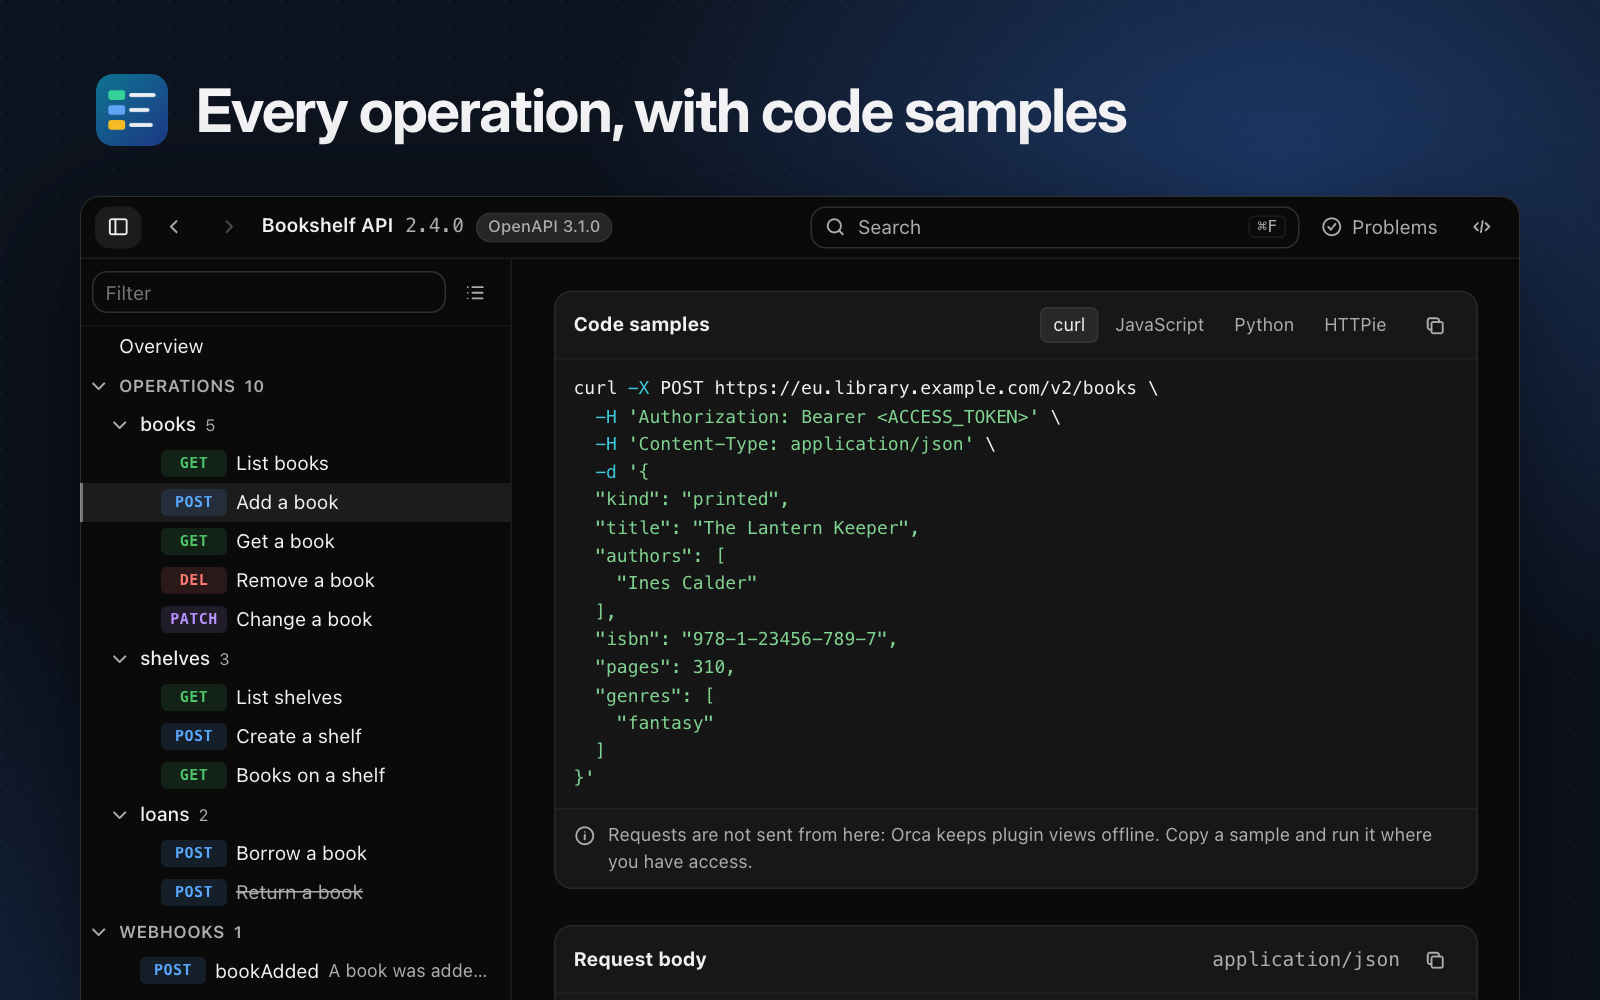 Every operation, with code samples
Bookshelf API 2.4.0 OpenAPI 3.1.0
Search ⌘F
Problems
Filter
Overview
OPERATIONS 10
books 5
GET List books
POST Add a book
GET Get a book
DEL Remove a book
PATCH Change a book
shelves 3
GET List shelves
POST Create a shelf
GET Books on a shelf
loans 2
POST Borrow a book
POST Return a book
WEBHOOKS 1
POST bookAdded A book was adde...
Code samples
curl JavaScript Python HTTPie
curl -X POST https://eu.library.example.com/v2/books \
  -H 'Authorization: Bearer <ACCESS_TOKEN>' \
  -H 'Content-Type: application/json' \
  -d '{
  "kind": "printed",
  "title": "The Lantern Keeper",
  "authors": [
    "Ines Calder"
  ],
  "isbn": "978-1-23456-789-7",
  "pages": 310,
  "genres": [
    "fantasy"
  ]
}'
Requests are not sent from here: Orca keeps plugin views offline. Copy a sample and run it where
you have access.
Request body application/json